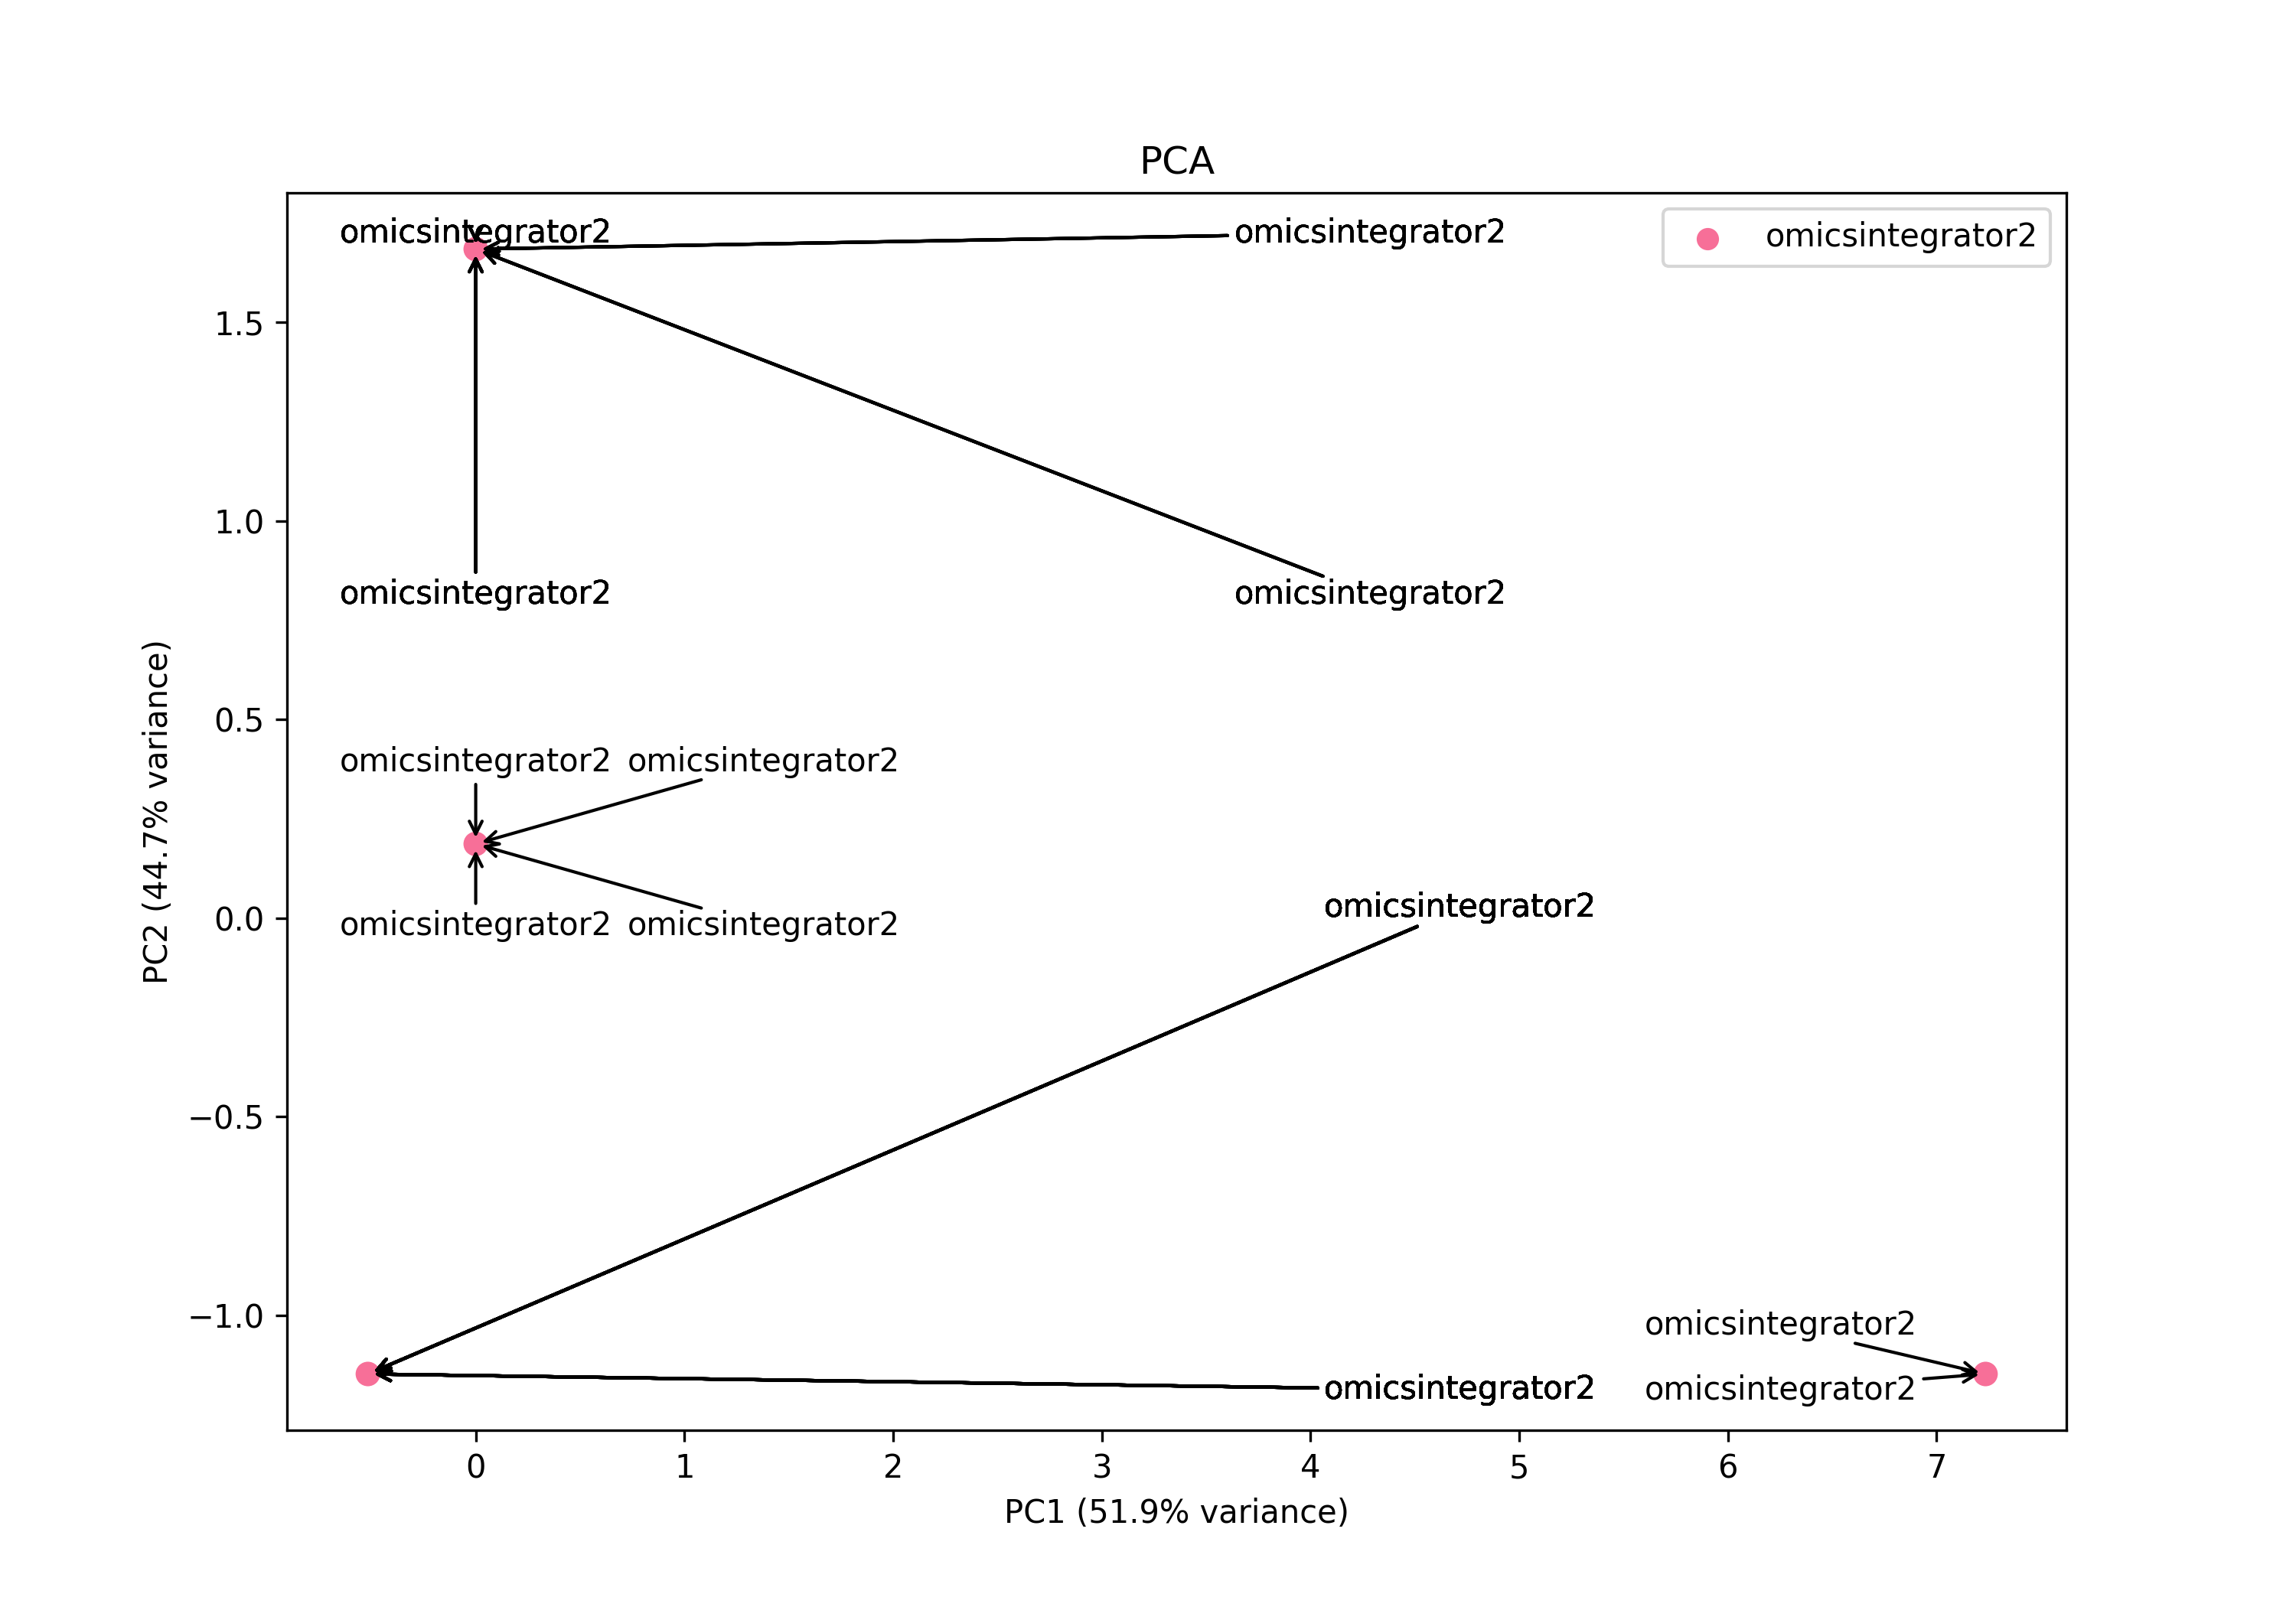 PCA
omicsintegrator2
omicsintegrator2
omicsintegrator2
1.5
1.0
omicsintegrator2
omicsintegrator2
0.5
omicsintegrator2
omicsintegrator2
PC2 (44.7% variance)
0.0
omicsintegrator2
omicsintegrator2
omicsintegrator2
−0.5
−1.0
omicsintegrator2
omicsintegrator2
omicsintegrator2
0
1
2
3
4
5
6
7
PC1 (51.9% variance)